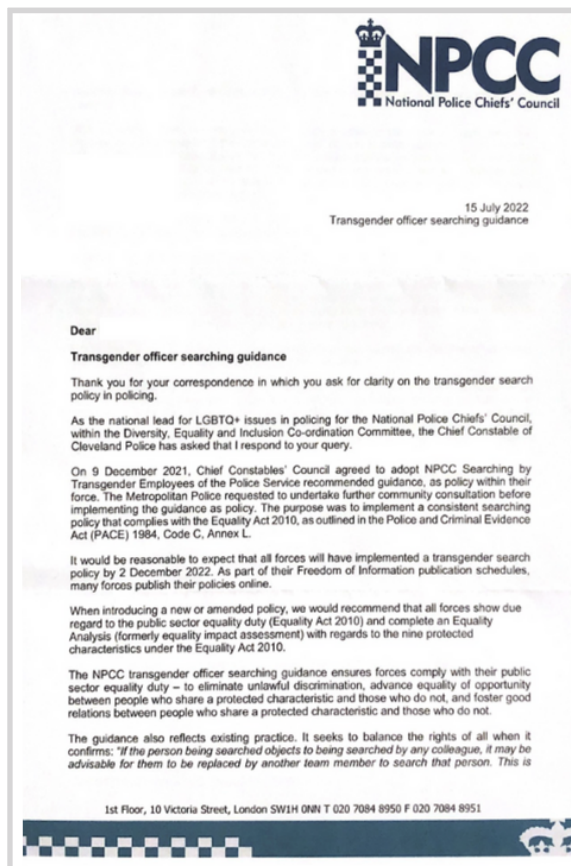 NPCC
National Police Chiefs' Council
15 July 2022
Transgender officer searching guidance
Dear
Transgender officer searching guidance
Thank you for your correspondence in which you ask for clarity on the transgender search
policy in policing.
As the national lead for LGBTQ+ issues in policing for the National Police Chiefs' Council,
within the Diversity, Equality and Inclusion Co-ordination Committee, the Chief Constable of
Cleveland Police has asked that I respond to your query.
On 9 December 2021, Chief Constables' Council agreed to adopt NPCC Searching by
Transgender Employees of the Police Service recommended guidance, as policy within their
force. The Metropolitan Police requested to undertake further community consultation before
implementing the guidance as policy. The purpose was to implement a consistent searching
policy that complies with the Equality Act 2010, as outlined in the Police and Criminal Evidence
Act (PACE) 1984, Code C, Annex L.
It would be reasonable to expect that all forces will have implemented a transgender search
policy by 2 December 2022. As part of their Freedom of Information publication schedules,
many forces publish their policies online.
When introducing a new or amended policy, we would recommend that all forces show due
regard to the public sector equality duty (Equality Act 2010) and complete an Equality
Analysis (formerly equality impact assessment) with regards to the nine protected
characteristics under the Equality Act 2010.
The NPCC transgender officer searching guidance ensures forces comply with their public
sector equality duty – to eliminate unlawful discrimination, advance equality of opportunity
between people who share a protected characteristic and those who do not, and foster good
relations between people who share a protected characteristic and those who do not.
The guidance also reflects existing practice. It seeks to balance the rights of all when it
confirms: "If the person being searched objects to being searched by any colleague, it may be
advisable for them to be replaced by another team member to search that person. This is
1st Floor, 10 Victoria Street, London SW1H 0NN T 020 7084 8950 F 020 7084 8951